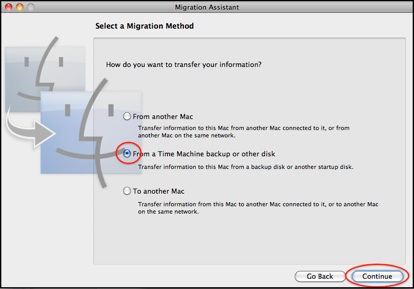 Migration Assistant
Select a Migration Method
How do you want to transfer your information?
From another Mac
Transfer information to this Mac from another Mac connected to it, or from
another Mac on the same network.
From a Time Machine backup or other disk
Transfer information to this Mac from a backup disk or another startup disk.
To another Mac
Transfer information from this Mac to another Mac connected to it, or to another Mac
on the same network.
Go Back
Continue